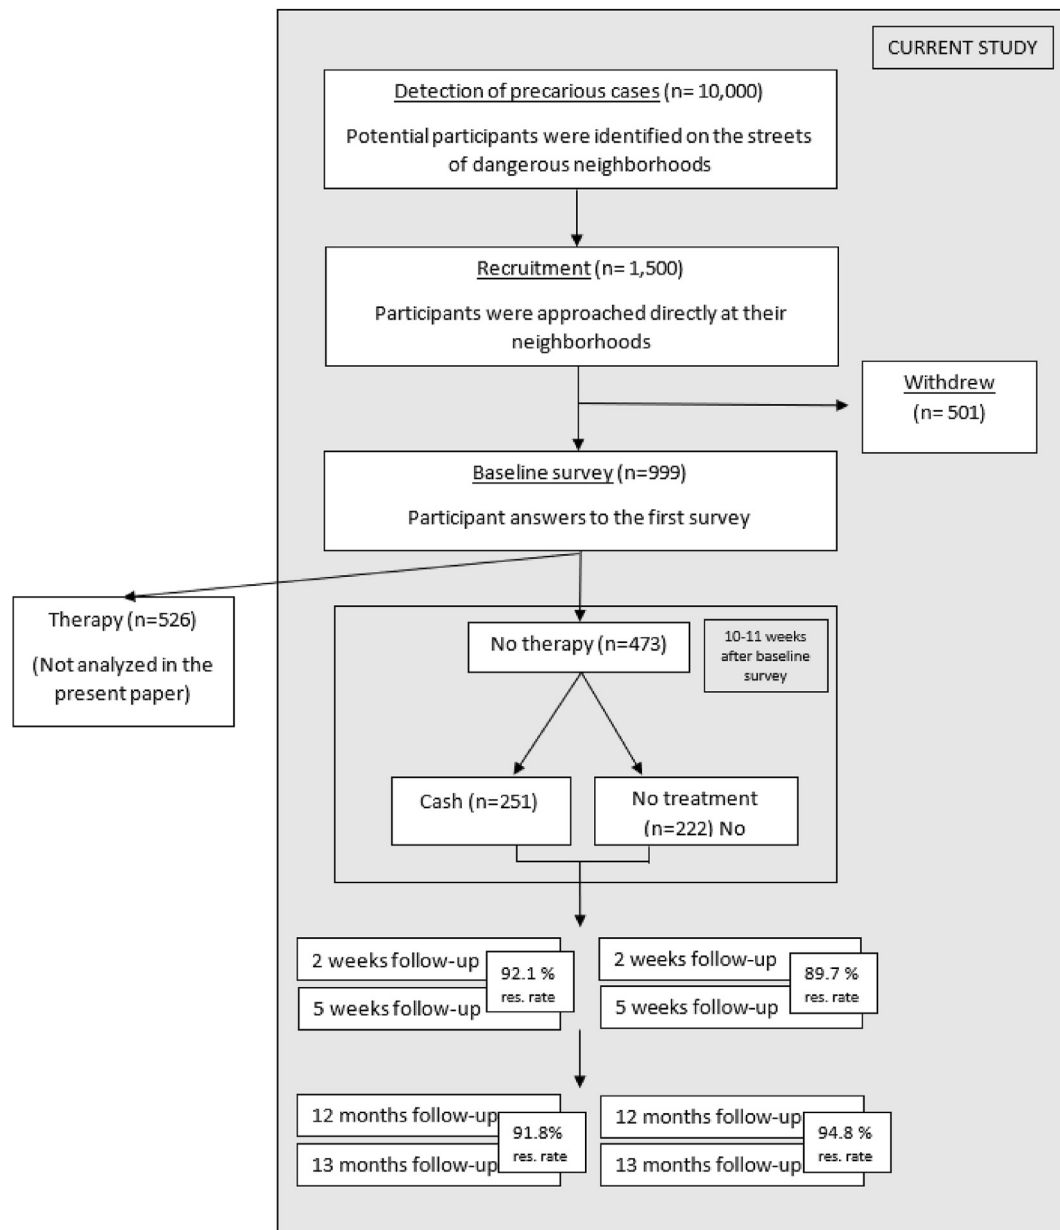 CURRENT STUDY
Detection of precarious cases (n= 10,000)
Potential participants were identified on the streets
of dangerous neighborhoods
Recruitment (n= 1,500)
Participants were approached directly at their
neighborhoods
Withdrew
(n= 501)
Baseline survey (n=999)
Participant answers to the first survey
Therapy (n=526)
(Not analyzed in the
present paper)
No therapy (n=473)
10-11 weeks
after baseline
survey
Cash (n=251)
No treatment
(n=222) No
2 weeks follow-up
5 weeks follow-up
92.1 %
res. rate
2 weeks follow-up
5 weeks follow-up
89.7 %
res. rate
12 months follow-up
13 months follow-up
91.8%
res. rate
12 months follow-up
13 months follow-up
94.8 %
res. rate